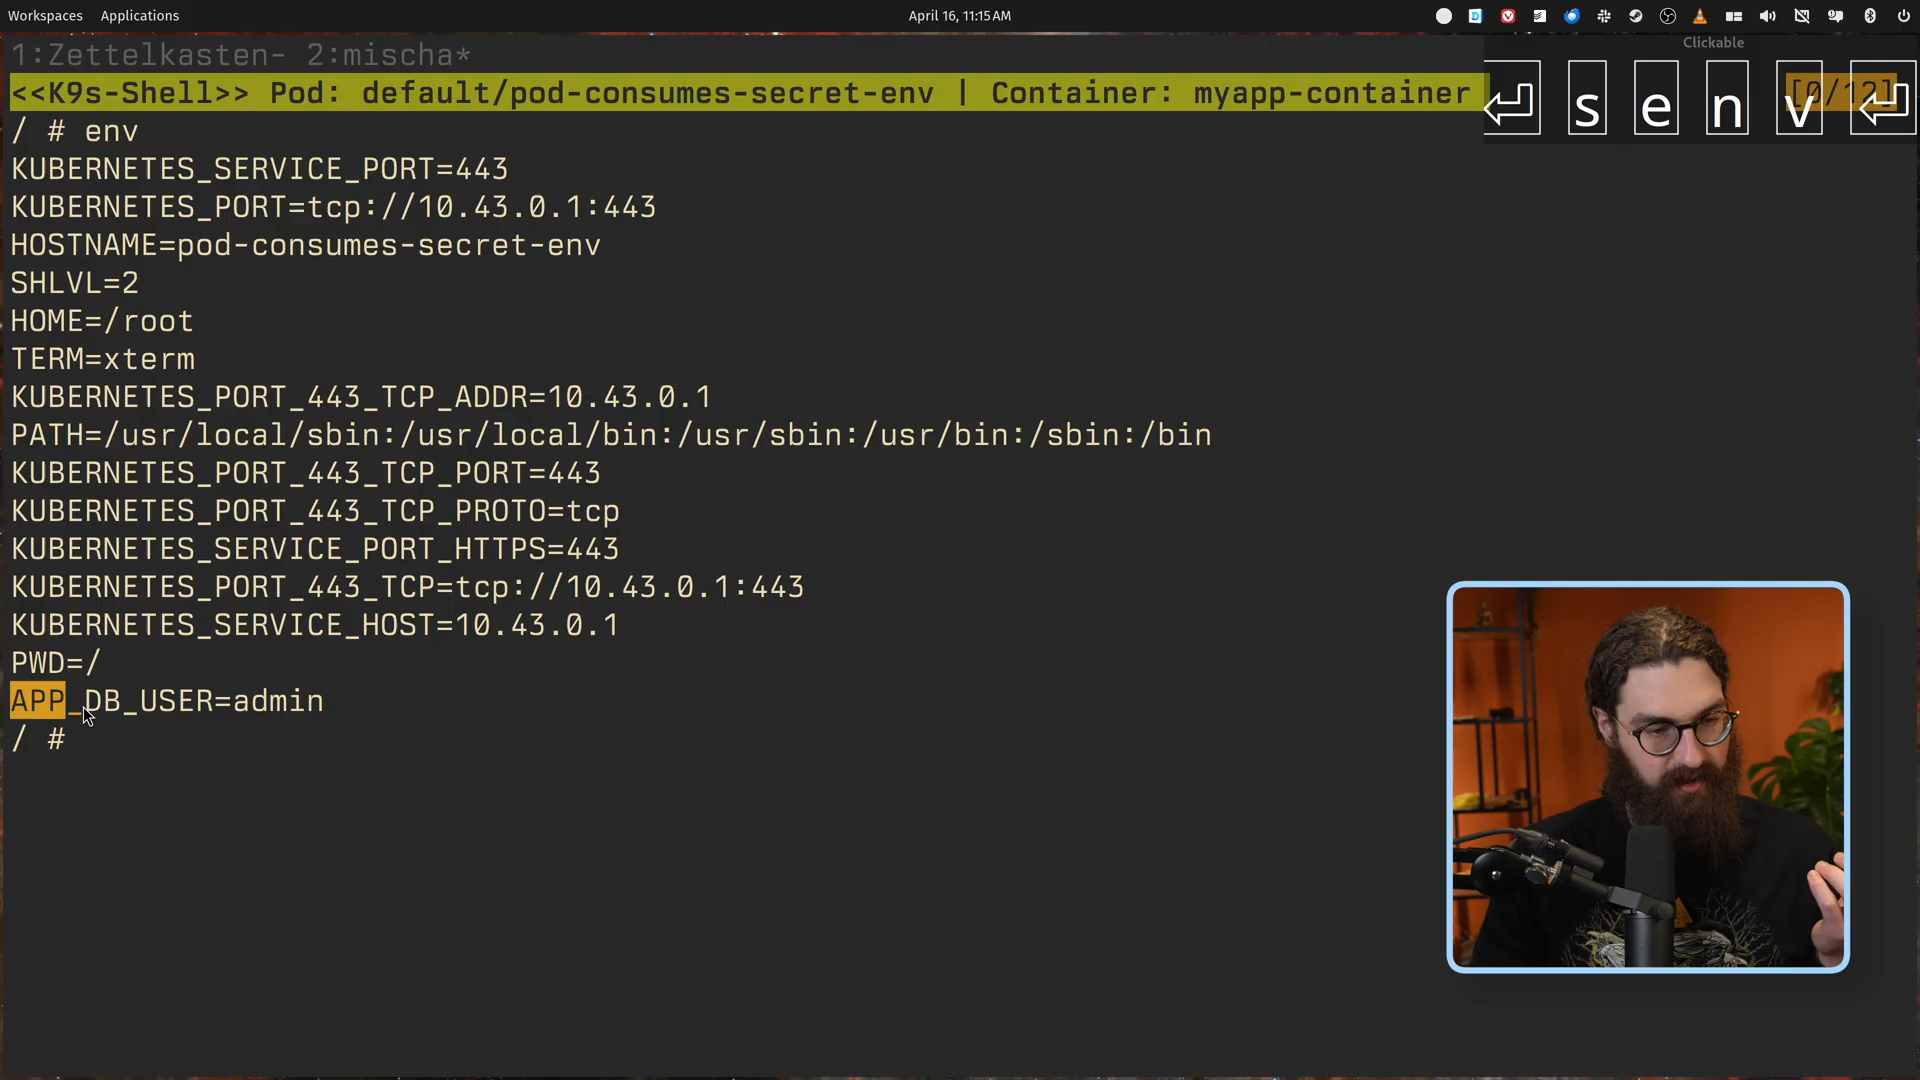 Workspaces Applications April 16, 11:15 AM
1:Zettelkasten- 2:mischa*
Clickable
<<K9s-Shell>> Pod: default/pod-consumes-secret-env | Container: myapp-container
[0/12]
⏎ s e n v ⏎
/ # env
KUBERNETES_SERVICE_PORT=443
KUBERNETES_PORT=tcp://10.43.0.1:443
HOSTNAME=pod-consumes-secret-env
SHLVL=2
HOME=/root
TERM=xterm
KUBERNETES_PORT_443_TCP_ADDR=10.43.0.1
PATH=/usr/local/sbin:/usr/local/bin:/usr/sbin:/usr/bin:/sbin:/bin
KUBERNETES_PORT_443_TCP_PORT=443
KUBERNETES_PORT_443_TCP_PROTO=tcp
KUBERNETES_SERVICE_PORT_HTTPS=443
KUBERNETES_PORT_443_TCP=tcp://10.43.0.1:443
KUBERNETES_SERVICE_HOST=10.43.0.1
PWD=/
APP_DB_USER=admin
/ #